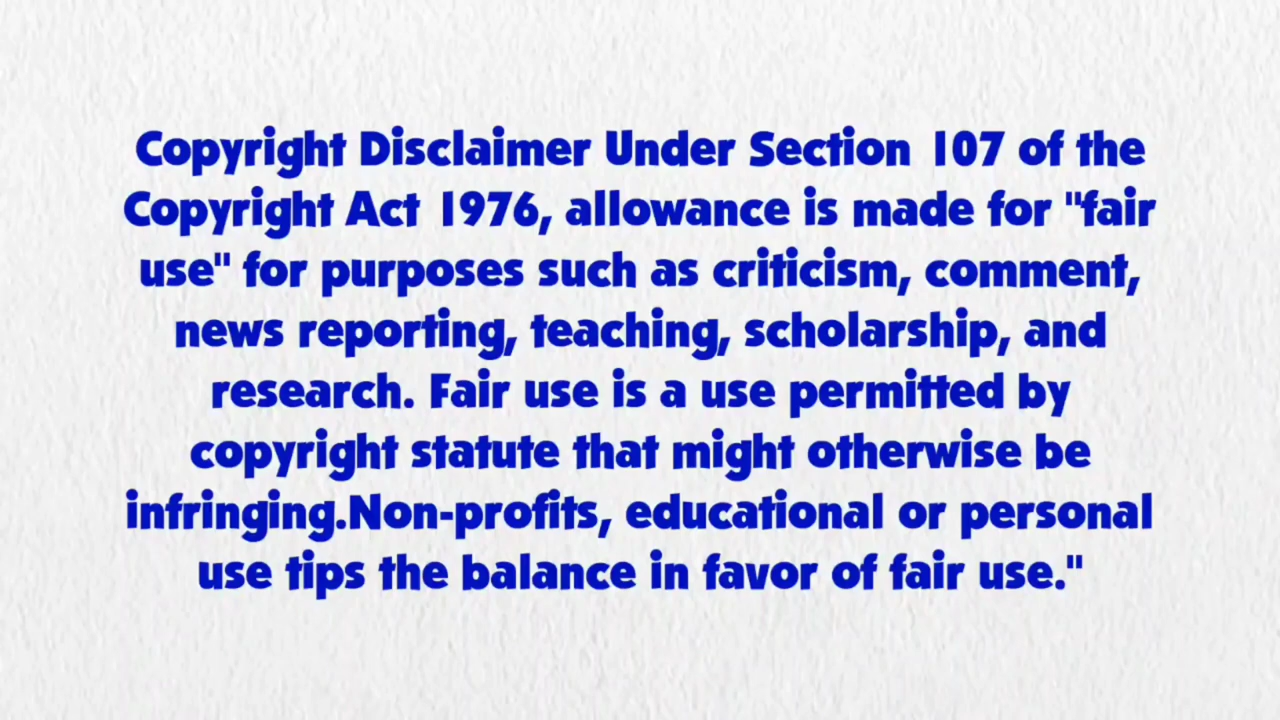 Copyright Disclaimer Under Section 107 of the
Copyright Act 1976, allowance is made for "fair
use" for purposes such as criticism, comment,
news reporting, teaching, scholarship, and
research. Fair use is a use permitted by
copyright statute that might otherwise be
infringing.Non-profits, educational or personal
use tips the balance in favor of fair use."